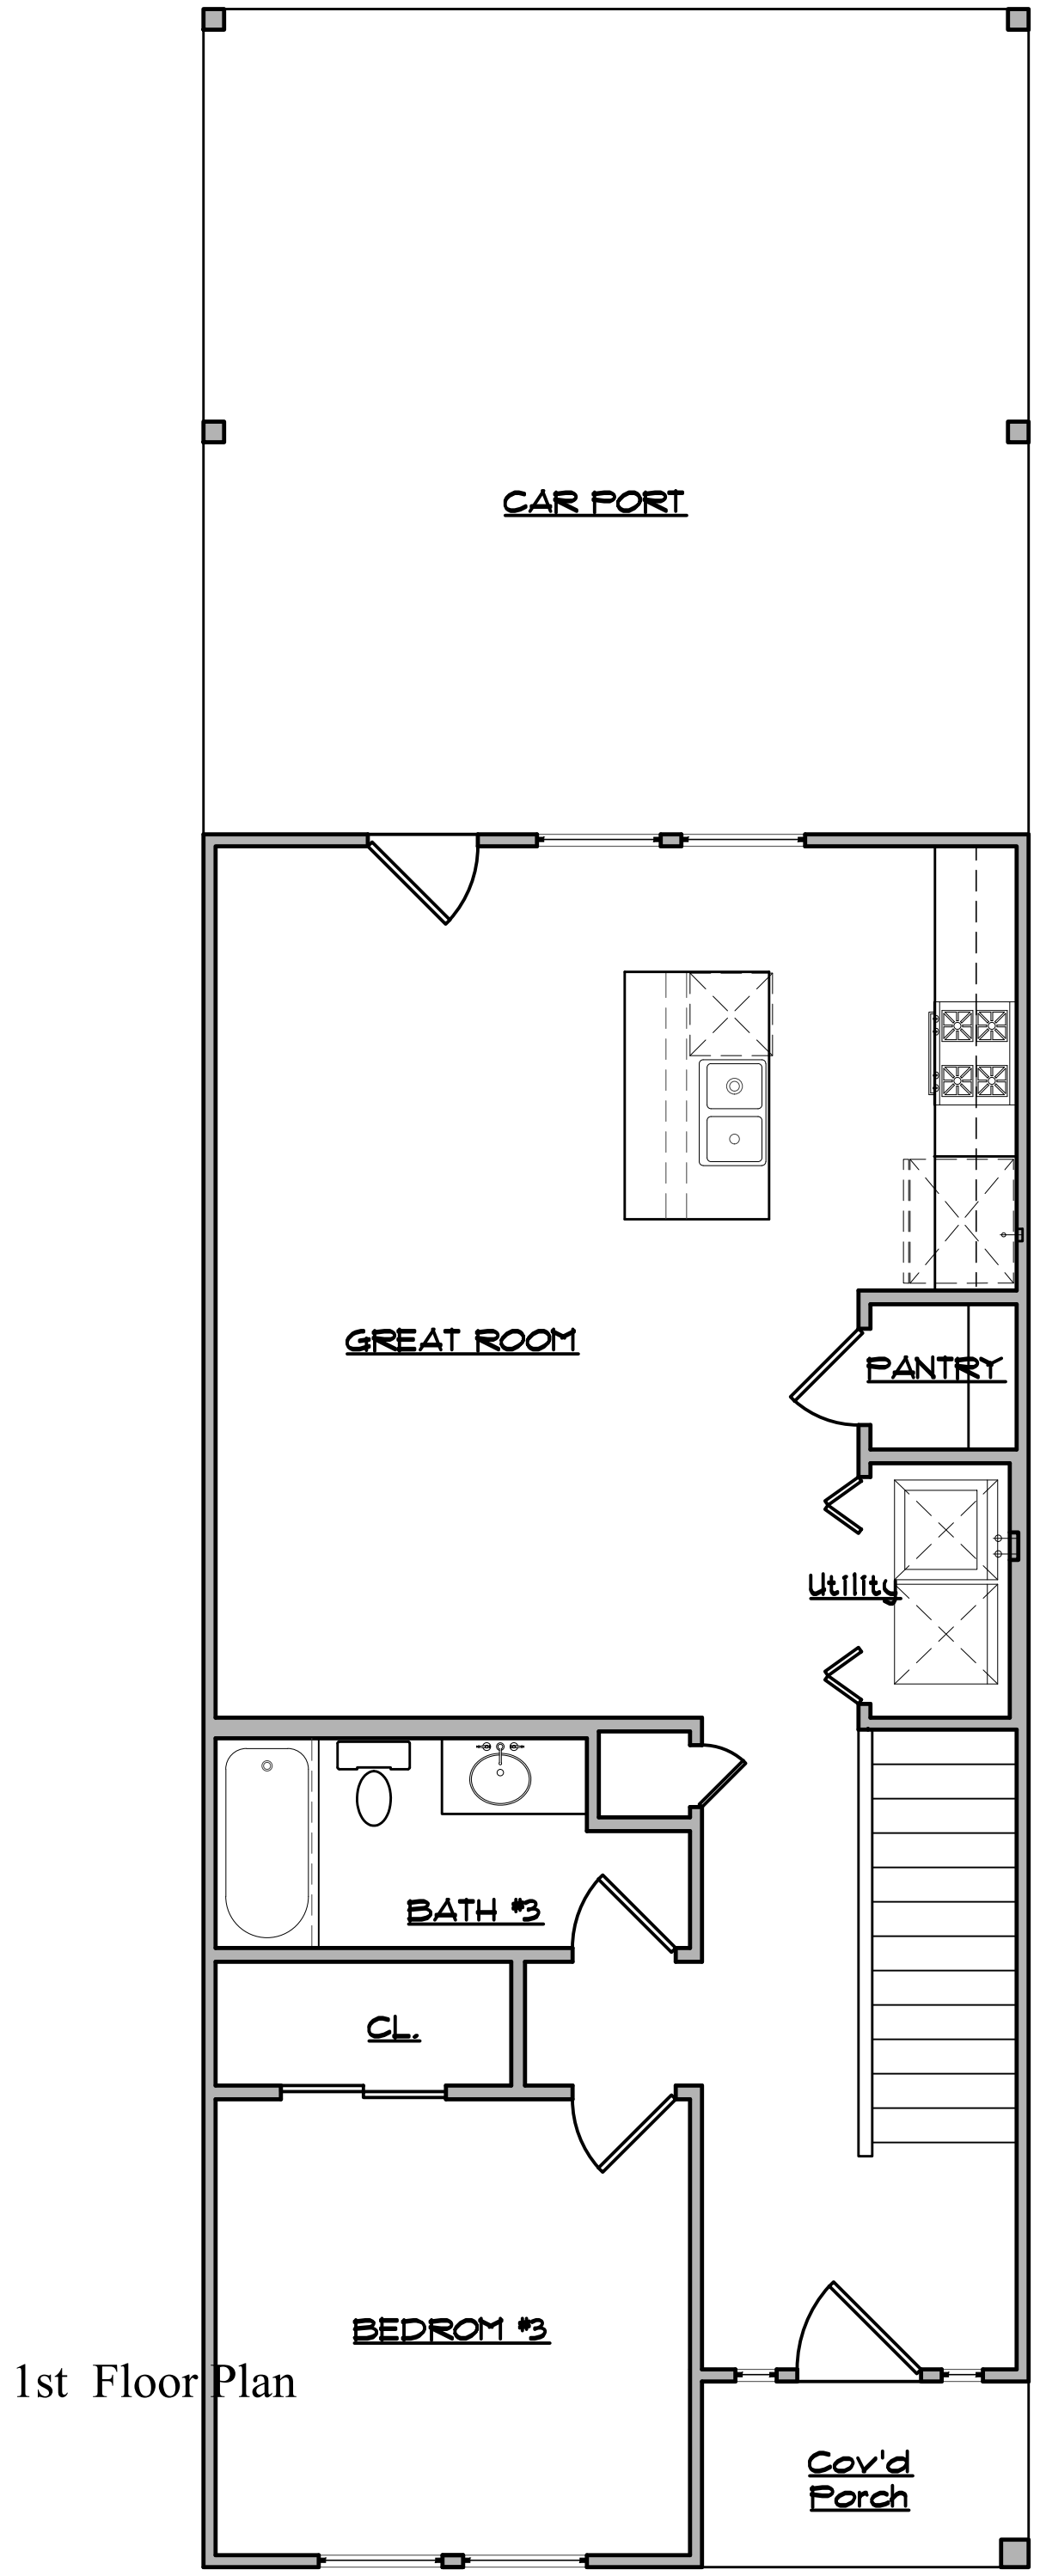 CAR PORT
GREAT ROOM
PANTRY
Utility
BATH #3
CL.
BEDROM #3
1st Floor Plan
Cov'd
Porch